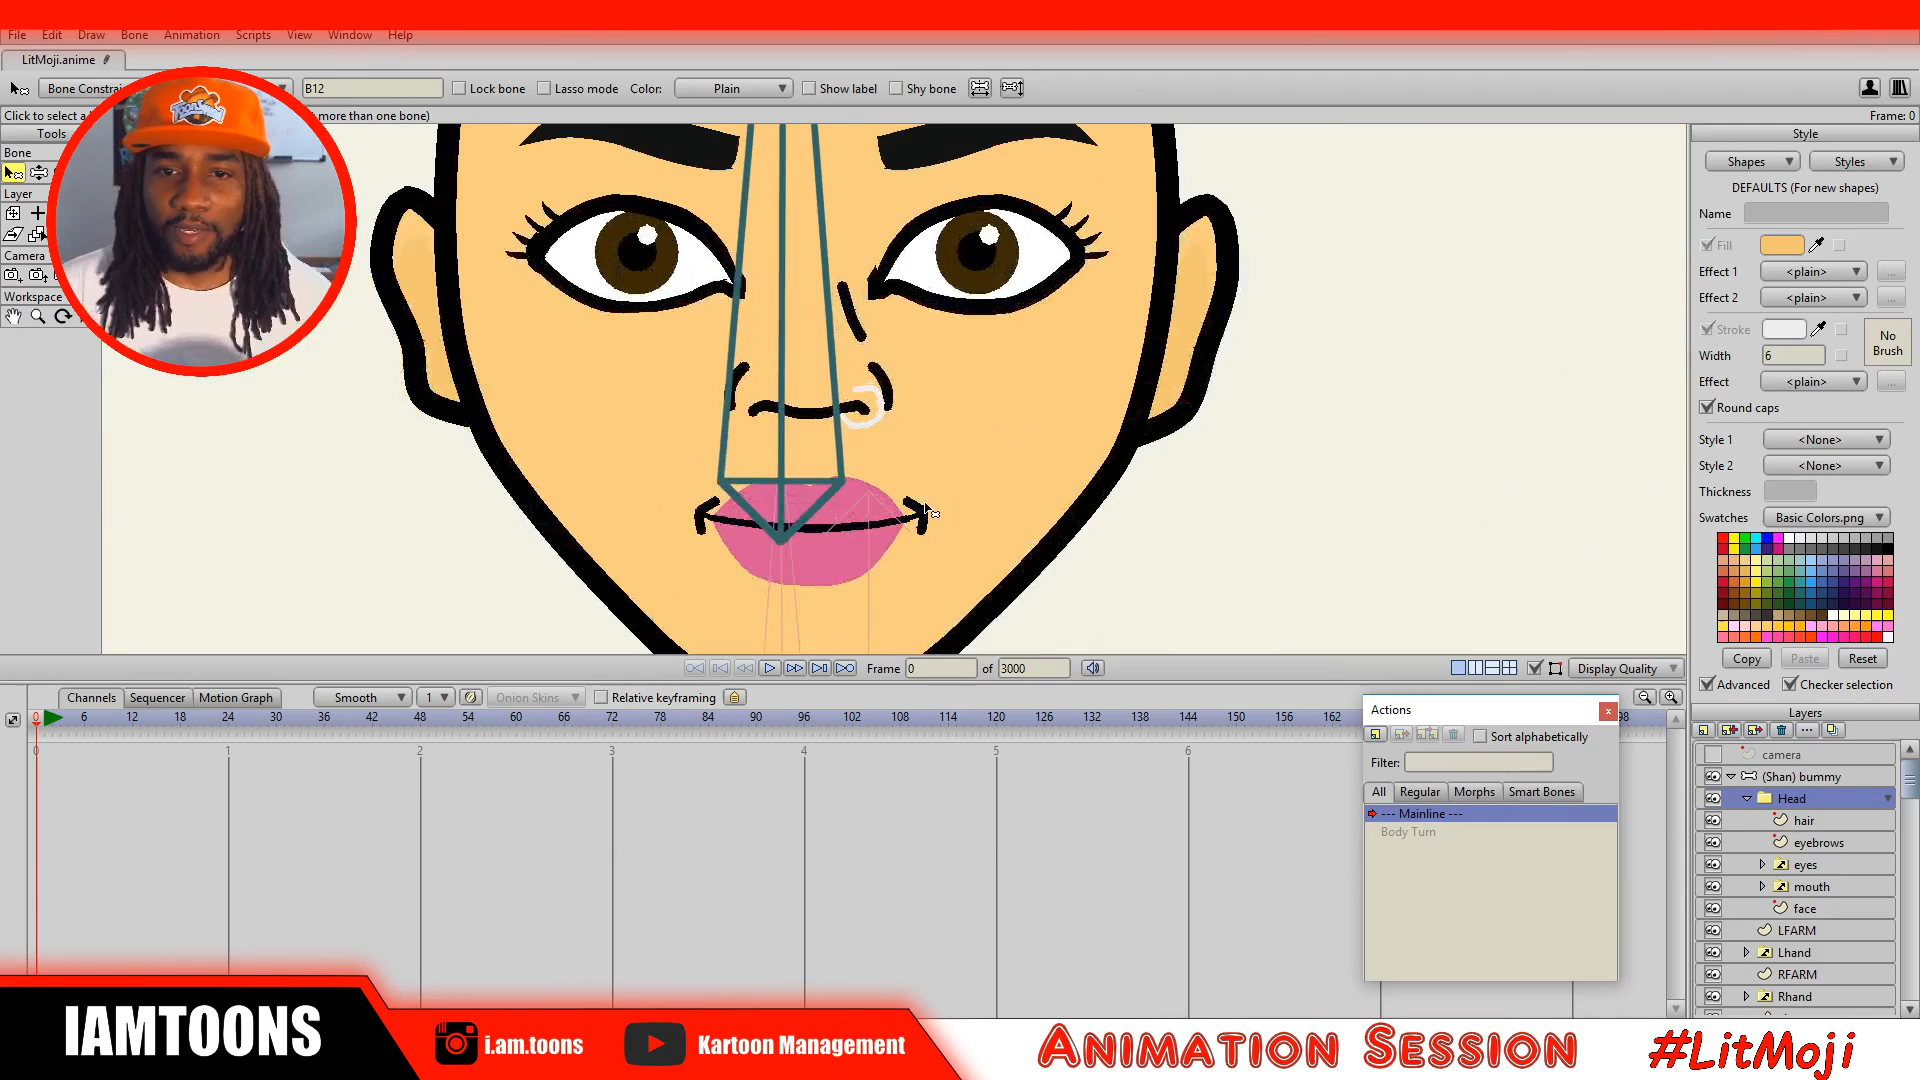 File Edit Draw Bone Animation Scripts View Window Help
LitMoji.anime
Bone Constrai
B12
Lock bone
Lasso mode
Color:
Plain
Show label
Shy bone
Click to select a
more than one bone)
Frame: 0
Tools
Bone
Layer
Camera
Workspace
Style
Shapes
Styles
DEFAULTS (For new shapes)
Name
Fill
Effect 1
<plain>
...
Effect 2
<plain>
...
Stroke
No
Brush
Width
6
Effect
<plain>
...
Round caps
Style 1
<None>
Style 2
<None>
Thickness
Swatches
Basic Colors.png
Copy
Paste
Reset
Advanced
Checker selection
Frame
0
of
3000
Display Quality
Channels
Sequencer
Motion Graph
Smooth
1
Onion Skins
Relative keyframing
0 6 12 18 24 30 36 42 48 54 60 66 72 78 84 90 96 102 108 114 120 126 132 138 144 150 156 162 98
0 1 2 3 4 5 6
Actions
Sort alphabetically
Filter:
All
Regular
Morphs
Smart Bones
--- Mainline ---
Body Turn
Layers
camera
(Shan) bummy
Head
hair
eyebrows
eyes
mouth
face
LFARM
Lhand
RFARM
Rhand
IAMTOONS
i.am.toons
Kartoon Management
Animation Session
#LitMoji